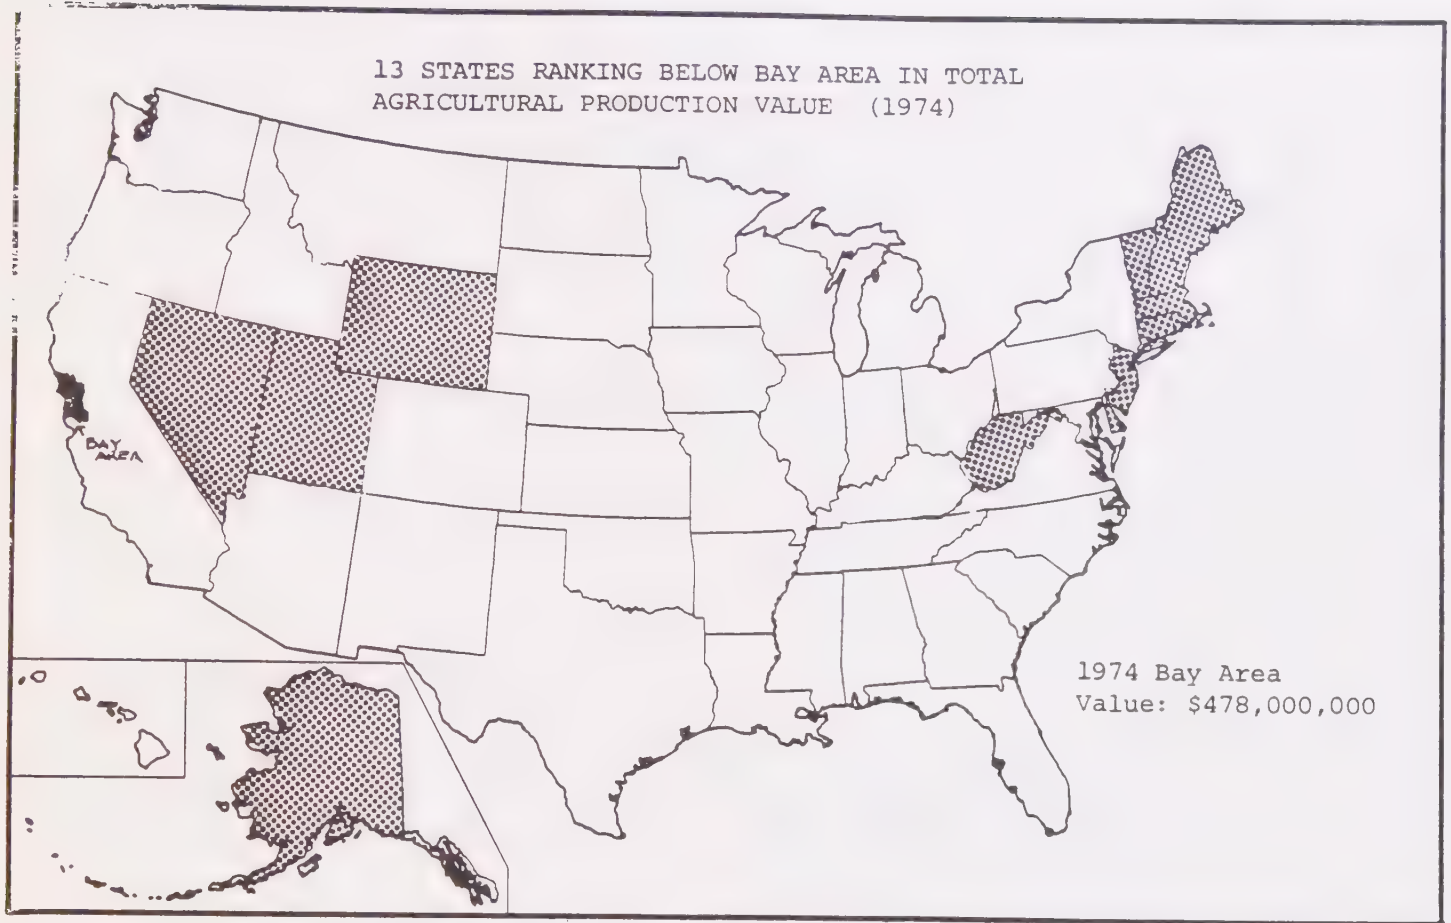 13 STATES RANKING BELOW BAY AREA IN TOTAL
AGRICULTURAL PRODUCTION VALUE (1974)
BAY
AREA
1974 Bay Area
Value: $478,000,000